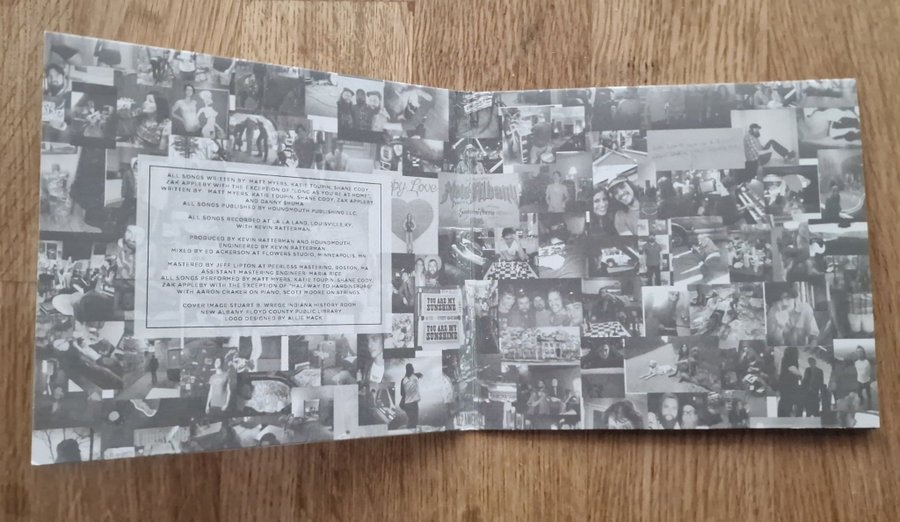 ALL SONGS WRITTEN BY MATT MYERS, KATIE TOUPIN, SHANE CODY,
ZAK APPLEBY WITH THE EXCEPTION OF "LONG AS YOU'RE AT HOME"
WRITTEN BY MATT MYERS, KATIE TOUPIN, SHANE CODY, ZAK APPLEBY
AND DANNY SHUMA
ALL SONGS PUBLISHED BY HOUNDMOUTH PUBLISHING LLC.
ALL SONGS RECORDED AT LA LA LAND, LOUISVILLE, KY,
WITH KEVIN RATTERMAN
PRODUCED BY KEVIN RATTERMAN AND HOUNDMOUTH
ENGINEERED BY KEVIN RATTERMAN
MIXED BY ED ACKERSON AT FLOWERS STUDIO, MINNEAPOLIS, MN
MASTERED BY JEFF LIPTON AT PEERLESS MASTERING, BOSTON, MA
ASSISTANT MASTERING ENGINEER MARIA RICE
ALL SONGS PERFORMED BY MATT MYERS, KATIE TOUPIN, SHANE CODY,
ZAK APPLEBY WITH THE EXCEPTION OF "HALFWAY TO HARDINSBURG"
WITH AARON CRAKER ON PIANO, SCOTT MOORE ON STRINGS.
COVER IMAGE STUART B. WREGE INDIANA HISTORY ROOM
NEW ALBANY FLOYD COUNTY PUBLIC LIBRARY
LOGO DESIGNED BY ALLIE HACK
Love
Albany
YOU ARE MY
SUNSHINE
YOU ARE MY
SUNSHINE